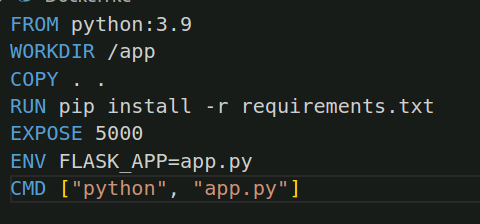 FROM python:3.9
WORKDIR /app
COPY . .
RUN pip install -r requirements.txt
EXPOSE 5000
ENV FLASK_APP=app.py
CMD ["python", "app.py"]